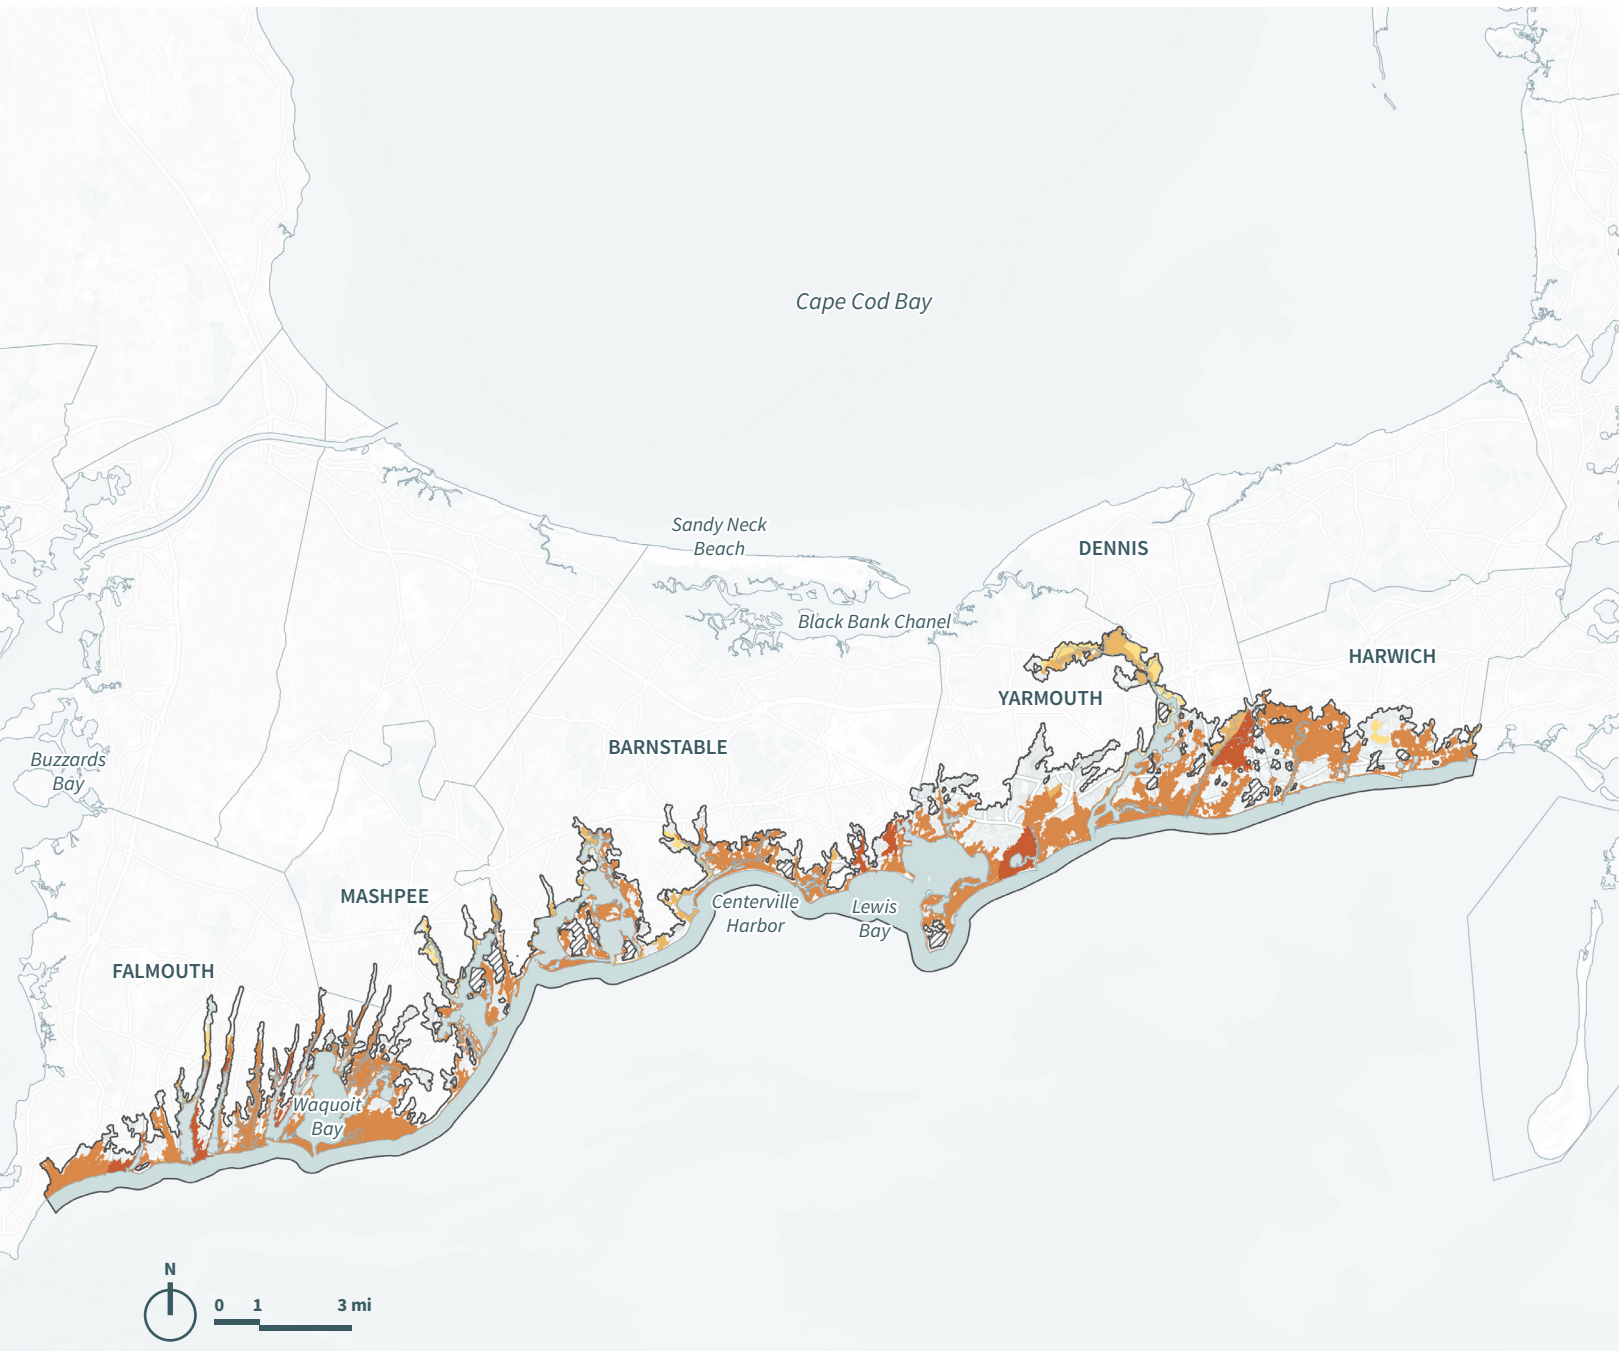 Cape Cod Bay
Sandy Neck
Beach
DENNIS
Black Bank Chanel
HARWICH
YARMOUTH
BARNSTABLE
Buzzards
Bay
MASHPEE
Centerville
Harbor
Lewis
Bay
FALMOUTH
Waquoit
Bay
N
0 1 3 mi